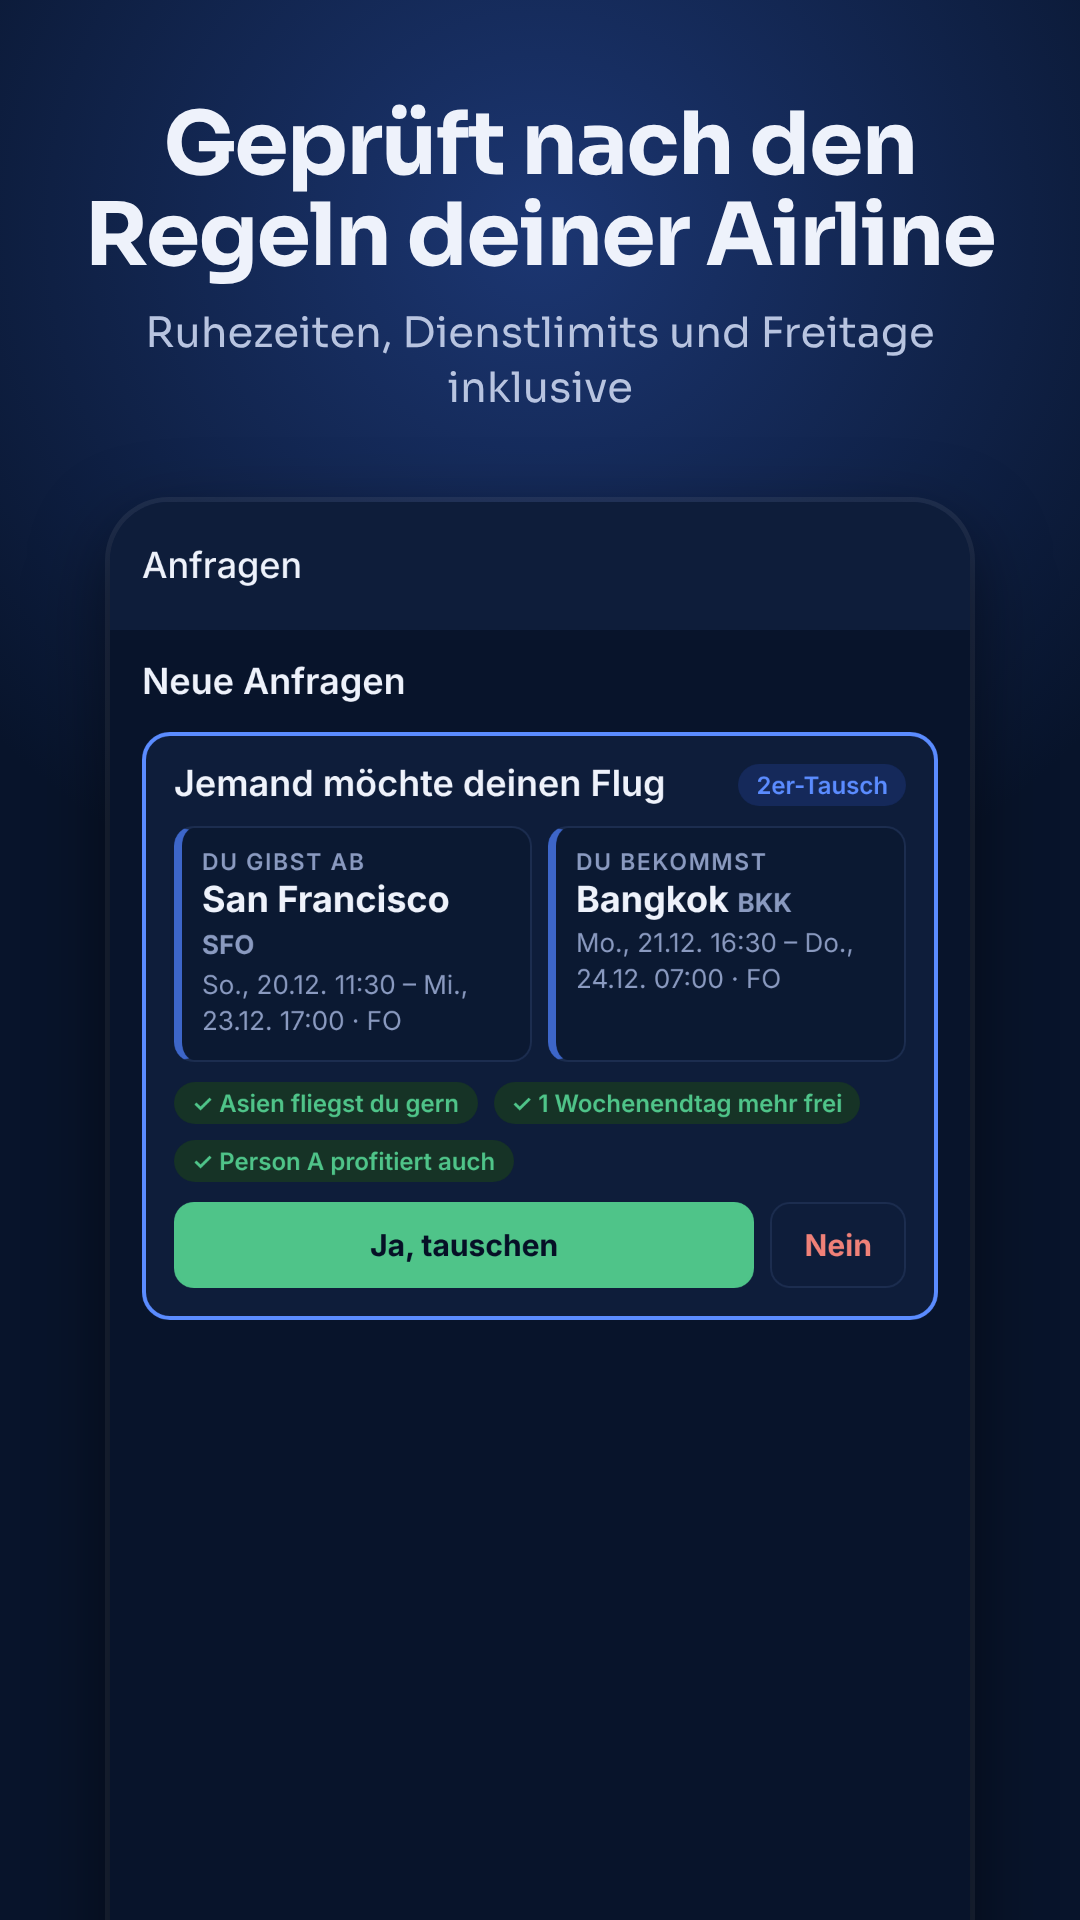 Geprüft nach den
Regeln deiner Airline
Ruhezeiten, Dienstlimits und Freitage
inklusive
Anfragen
Neue Anfragen
Jemand möchte deinen Flug
2er-Tausch
DU GIBST AB
San Francisco
SFO
So., 20.12. 11:30 – Mi.,
23.12. 17:00 · FO
DU BEKOMMST
Bangkok BKK
Mo., 21.12. 16:30 – Do.,
24.12. 07:00 · FO
✓ Asien fliegst du gern
✓ 1 Wochenendtag mehr frei
✓ Person A profitiert auch
Ja, tauschen
Nein